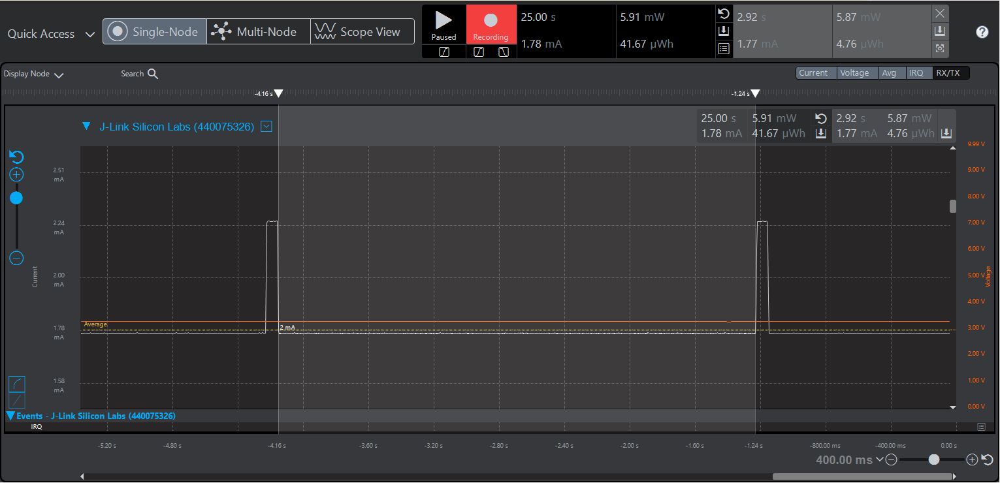 Quick Access
Single-Node
Multi-Node
Scope View
Paused
Recording
25.00 s
5.91 mW
1.78 mA
41.67 µWh
2.92 s
5.87 mW
1.77 mA
4.76 µWh
?
Display Node
Search
Current
Voltage
Avg
IRQ
RX/TX
-4.16 s
-1.24 s
J-Link Silicon Labs (440075326)
25.00 s 5.91 mW
1.78 mA 41.67 µWh
2.92 s 5.87 mW
1.77 mA 4.76 µWh
2.51 mA
2.24 mA
2.00 mA
1.78 mA
1.58 mA
Current
Average
2 mA
9.99 V
9.00 V
8.00 V
7.00 V
6.00 V
5.00 V
4.00 V
3.00 V
2.00 V
1.00 V
0.00 V
Voltage
Events - J-Link Silicon Labs (440075326)
IRQ
-5.20 s
-4.80 s
-4.16 s
-3.60 s
-3.20 s
-2.80 s
-2.40 s
-2.00 s
-1.60 s
-1.24 s
-800.00 ms
-400.00 ms
0.00 s
400.00 ms